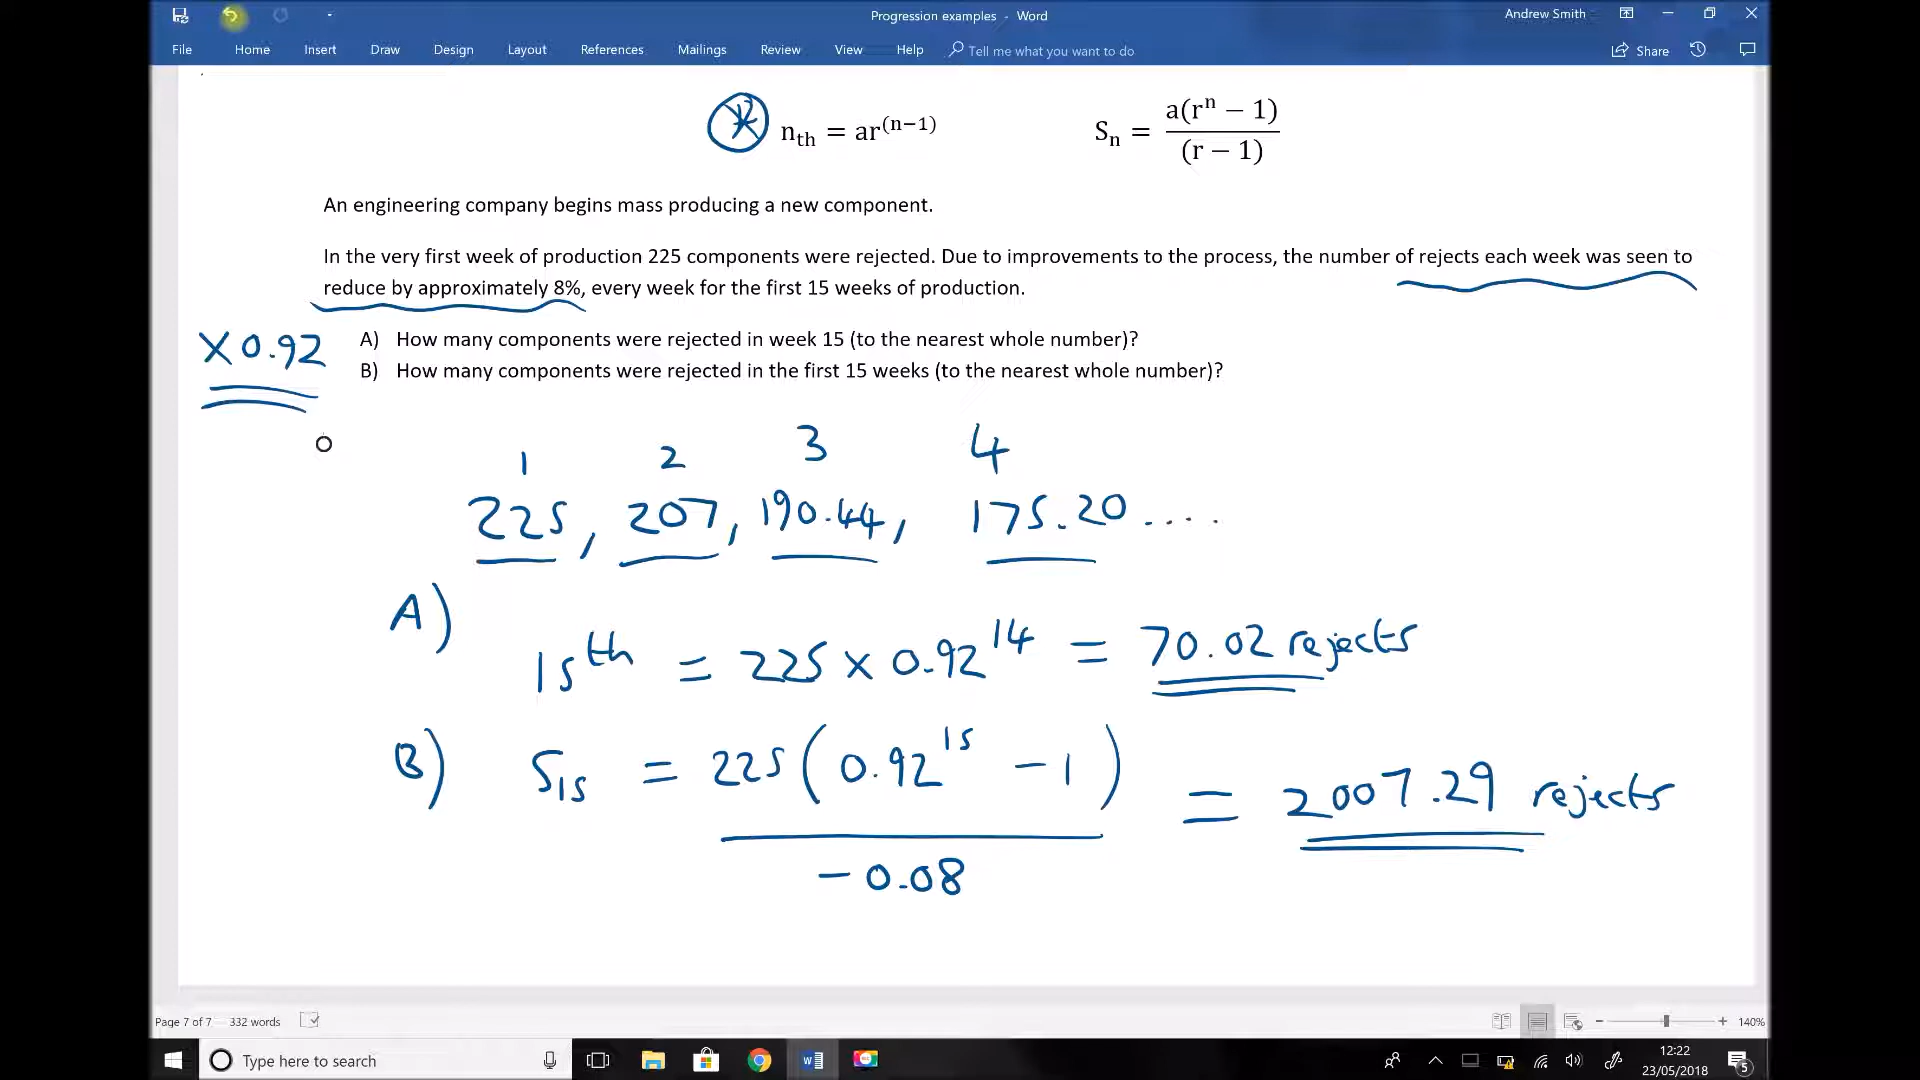 Progression examples - Word
Andrew Smith
File Home Insert Draw Design Layout References Mailings Review View Help Tell me what you want to do Share
n_th = ar^(n−1) S_n = a(r^n − 1) / (r − 1)
An engineering company begins mass producing a new component.
In the very first week of production 225 components were rejected. Due to improvements to the process, the number of rejects each week was seen to
reduce by approximately 8%, every week for the first 15 weeks of production.
× 0.92
A) How many components were rejected in week 15 (to the nearest whole number)?
B) How many components were rejected in the first 15 weeks (to the nearest whole number)?
1 2 3 4
225, 207, 190.44, 175.20 ....
A)
15^th = 225 × 0.92^14 = 70.02 rejects
B) S_15 = 225(0.92^15 − 1) / −0.08 = 2007.29 rejects
Page 7 of 7 332 words 140%
Type here to search
12:22
23/05/2018
5